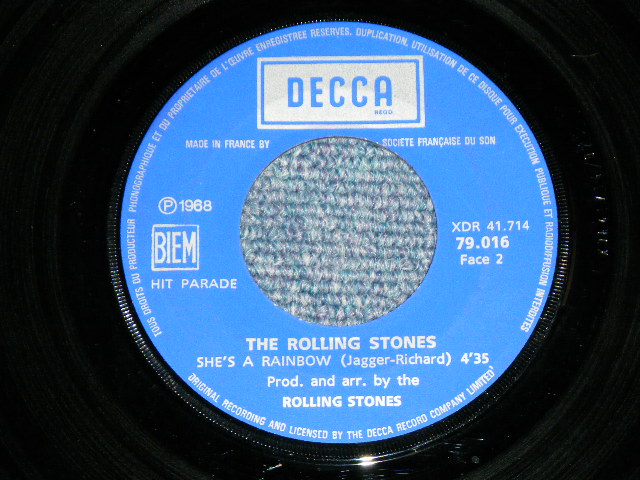 TOUS DROITS DU PRODUCTEUR PHONOGRAPHIQUE ET DU PROPRIETAIRE DE L'ŒUVRE ENREGISTREE RESERVES. DUPLICATION, UTILISATION DE CE DISQUE POUR EXECUTION PUBLIQUE ET RADIODIFFUSION INTERDITES
DECCA
REGD
MADE IN FRANCE BY SOCIÉTÉ FRANÇAISE DU SON
℗ 1968
BIEM
HIT PARADE
XDR 41.714
79.016
Face 2
THE ROLLING STONES
SHE'S A RAINBOW (Jagger-Richard) 4'35
Prod. and arr. by the
ROLLING STONES
ORIGINAL RECORDING AND LICENSED BY THE DECCA RECORD COMPANY LIMITED